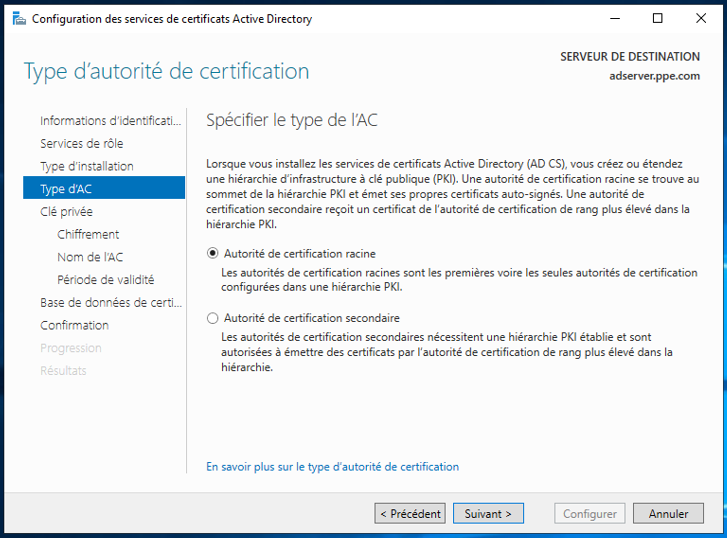 Configuration des services de certificats Active Directory
Type d'autorité de certification
SERVEUR DE DESTINATION
adserver.ppe.com
Informations d'identificati...
Services de rôle
Type d'installation
Type d'AC
Clé privée
Chiffrement
Nom de l'AC
Période de validité
Base de données de certi...
Confirmation
Progression
Résultats
Spécifier le type de l'AC
Lorsque vous installez les services de certificats Active Directory (AD CS), vous créez ou étendez
une hiérarchie d'infrastructure à clé publique (PKI). Une autorité de certification racine se trouve au
sommet de la hiérarchie PKI et émet ses propres certificats auto-signés. Une autorité de
certification secondaire reçoit un certificat de l'autorité de certification de rang plus élevé dans la
hiérarchie PKI.
Autorité de certification racine
Les autorités de certification racines sont les premières voire les seules autorités de certification
configurées dans une hiérarchie PKI.
Autorité de certification secondaire
Les autorités de certification secondaires nécessitent une hiérarchie PKI établie et sont
autorisées à émettre des certificats par l'autorité de certification de rang plus élevé dans la
hiérarchie.
En savoir plus sur le type d'autorité de certification
< Précédent
Suivant >
Configurer
Annuler